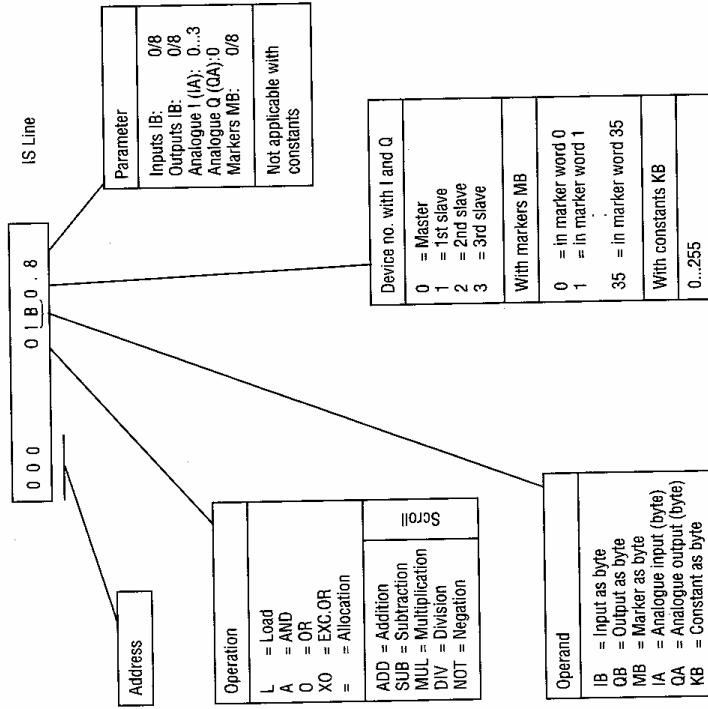 IS Line
0 0 0 0 I B 0 . 8
Address
Operation
L = Load
A = AND
O = OR
XO = EXC.OR
= = Allocation
ADD = Addition
SUB = Subtraction
MUL = Multiplication
DIV = Division
NOT = Negation
Scroll
Operand
IB = Input as byte
QB = Output as byte
MB = Marker as byte
IA = Analogue input (byte)
QA = Analogue output (byte)
KB = Constant as byte
Parameter
Inputs IB: 0/8
Outputs IB: 0/8
Analogue I (IA): 0...3
Analogue Q (QA): 0
Markers MB: 0/8
Not applicable with
constants
Device no. with I and Q
0 = Master
1 = 1st slave
2 = 2nd slave
3 = 3rd slave
With markers MB
0 = in marker word 0
1 = in marker word 1
:
35 = in marker word 35
With constants KB
0...255